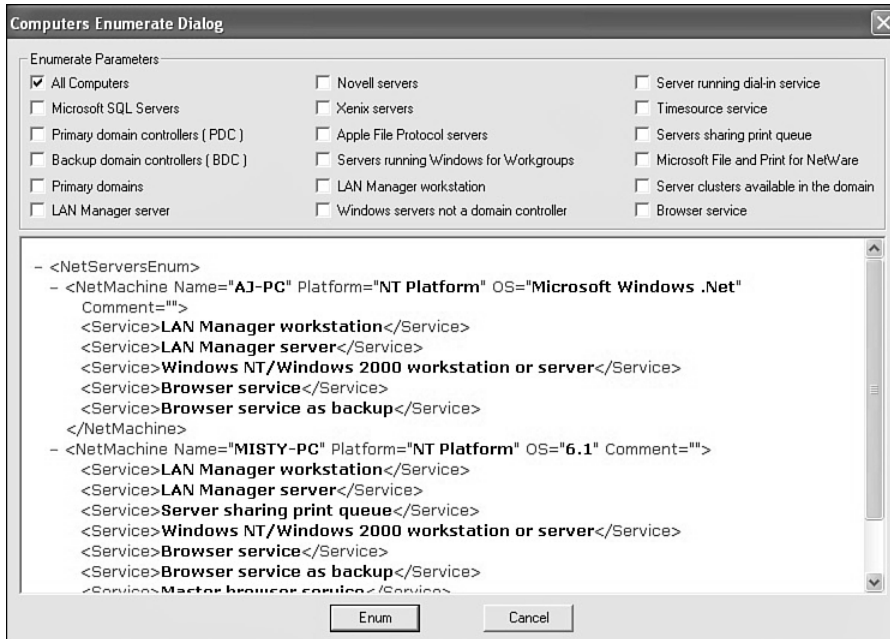 Computers Enumerate Dialog
Enumerate Parameters
All Computers
Microsoft SQL Servers
Primary domain controllers ( PDC )
Backup domain controllers ( BDC )
Primary domains
LAN Manager server
Novell servers
Xenix servers
Apple File Protocol servers
Servers running Windows for Workgroups
LAN Manager workstation
Windows servers not a domain controller
Server running dial-in service
Timesource service
Servers sharing print queue
Microsoft File and Print for NetWare
Server clusters available in the domain
Browser service
– <NetServersEnum>
– <NetMachine Name="AJ-PC" Platform="NT Platform" OS="Microsoft Windows .Net"
Comment="">
<Service>LAN Manager workstation</Service>
<Service>LAN Manager server</Service>
<Service>Windows NT/Windows 2000 workstation or server</Service>
<Service>Browser service</Service>
<Service>Browser service as backup</Service>
</NetMachine>
– <NetMachine Name="MISTY-PC" Platform="NT Platform" OS="6.1" Comment="">
<Service>LAN Manager workstation</Service>
<Service>LAN Manager server</Service>
<Service>Server sharing print queue</Service>
<Service>Windows NT/Windows 2000 workstation or server</Service>
<Service>Browser service</Service>
<Service>Browser service as backup</Service>
<Service>Master browser service</Service>
Enum
Cancel